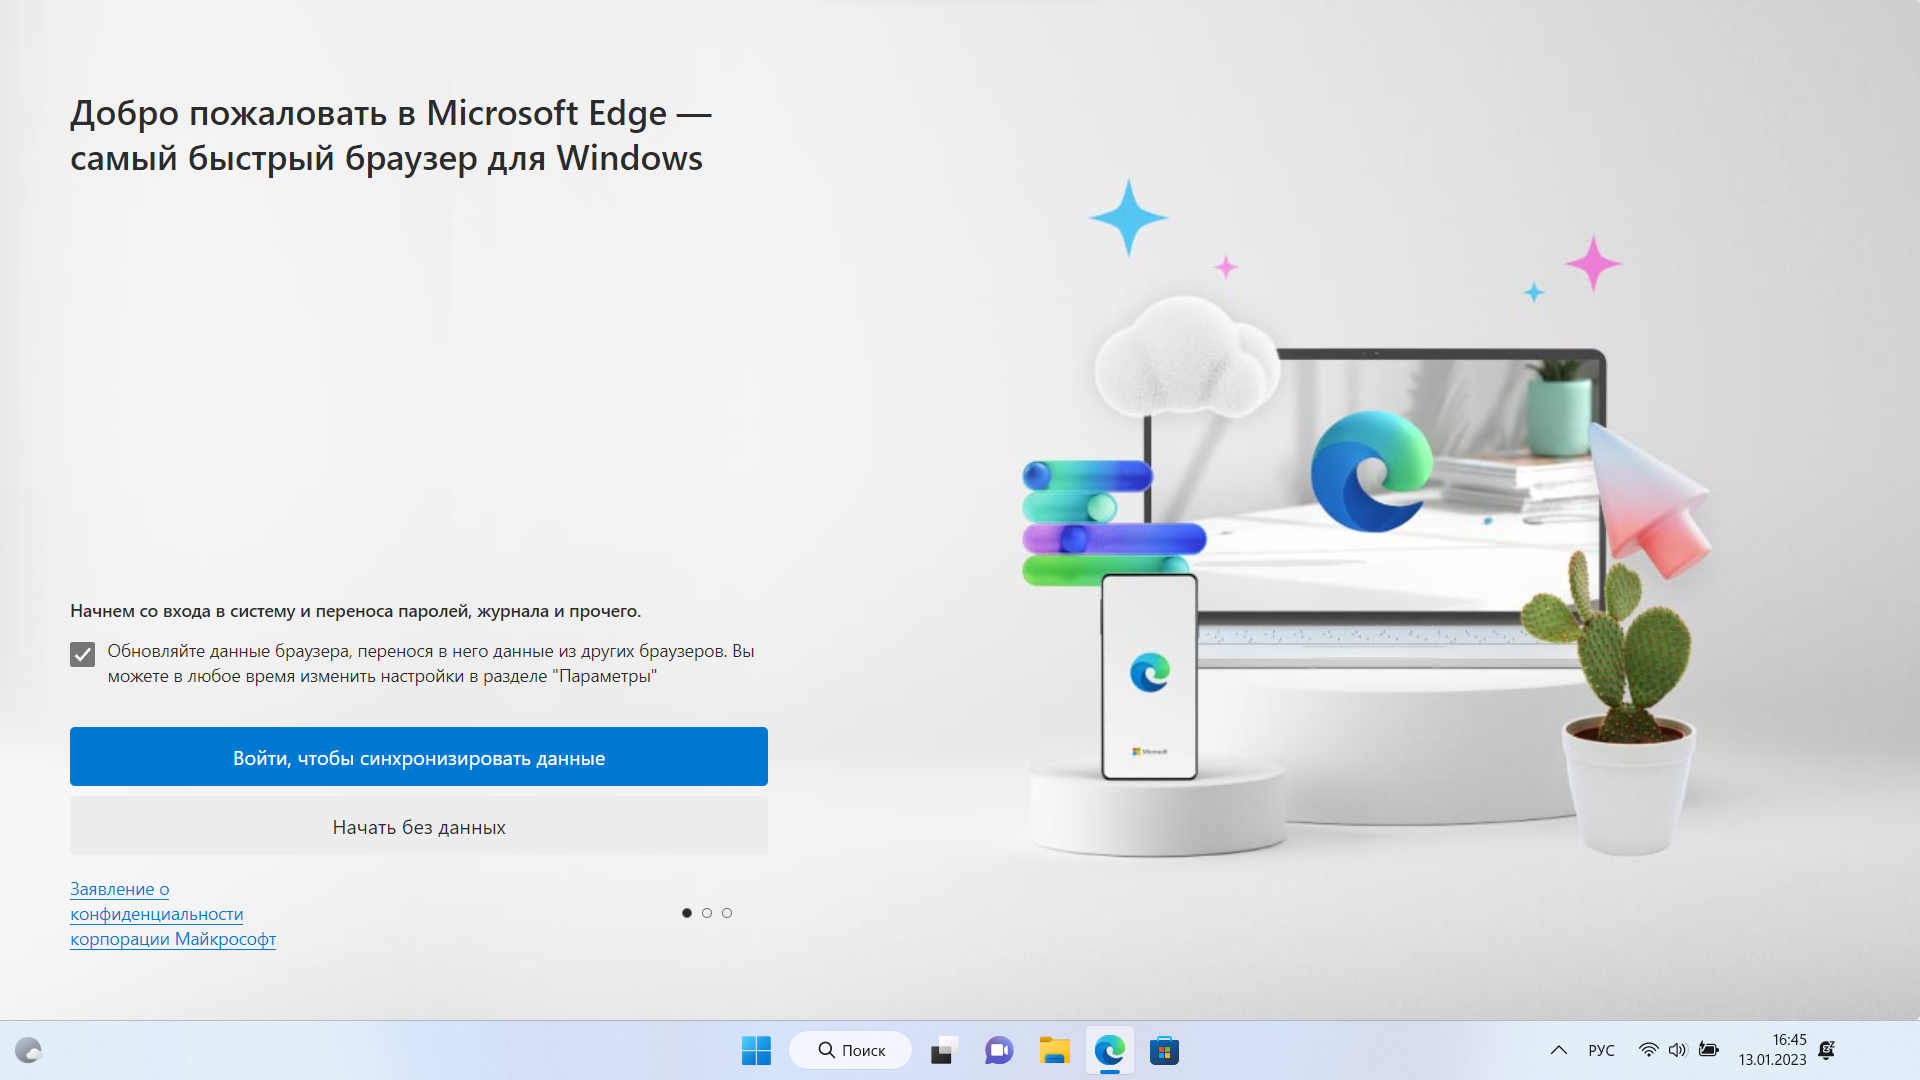 Добро пожаловать в Microsoft Edge —
самый быстрый браузер для Windows
Начнем со входа в систему и переноса паролей, журнала и прочего.
Обновляйте данные браузера, перенося в него данные из других браузеров. Вы
можете в любое время изменить настройки в разделе "Параметры"
Войти, чтобы синхронизировать данные
Начать без данных
Заявление о
конфиденциальности
корпорации Майкрософт
Microsoft
Поиск
РУС
16:45
13.01.2023